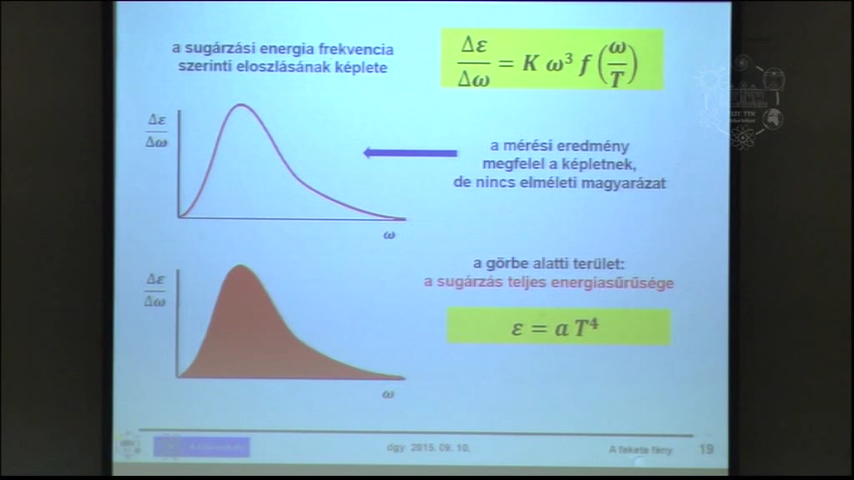 a sugárzási energia frekvencia
szerinti eloszlásának képlete
Δε/Δω = K ω³ f(ω/T)
Δε
Δω
a mérési eredmény
megfelel a képletnek,
de nincs elméleti magyarázat
ω
a görbe alatti terület:
a sugárzás teljes energiasűrűsége
Δε
Δω
ε = a T⁴
ω
dgy 2015. 09. 10.
A fekete fény
19